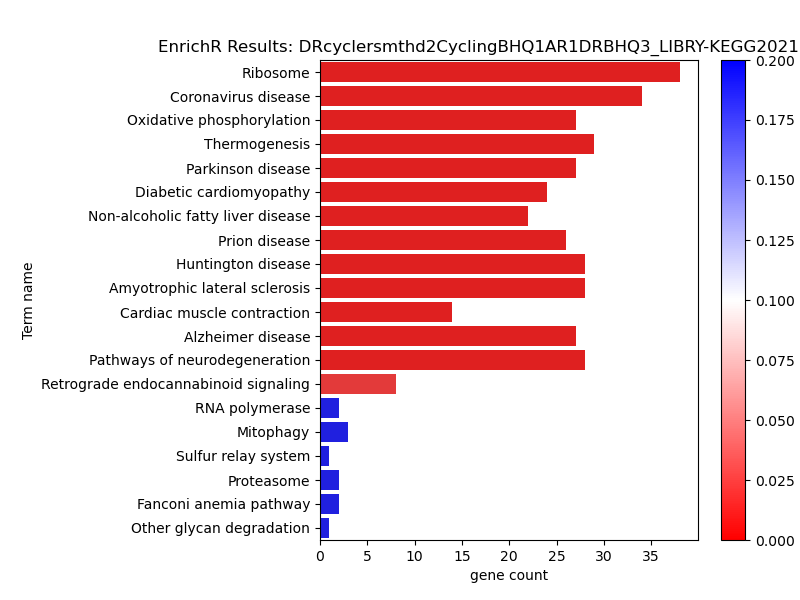 EnrichR Results: DRcyclersmthd2CyclingBHQ1AR1DRBHQ3_LIBRY-KEGG2021
Term name
Ribosome
Coronavirus disease
Oxidative phosphorylation
Thermogenesis
Parkinson disease
Diabetic cardiomyopathy
Non-alcoholic fatty liver disease
Prion disease
Huntington disease
Amyotrophic lateral sclerosis
Cardiac muscle contraction
Alzheimer disease
Pathways of neurodegeneration
Retrograde endocannabinoid signaling
RNA polymerase
Mitophagy
Sulfur relay system
Proteasome
Fanconi anemia pathway
Other glycan degradation
0 5 10 15 20 25 30 35
gene count
0.200
0.175
0.150
0.125
0.100
0.075
0.050
0.025
0.000